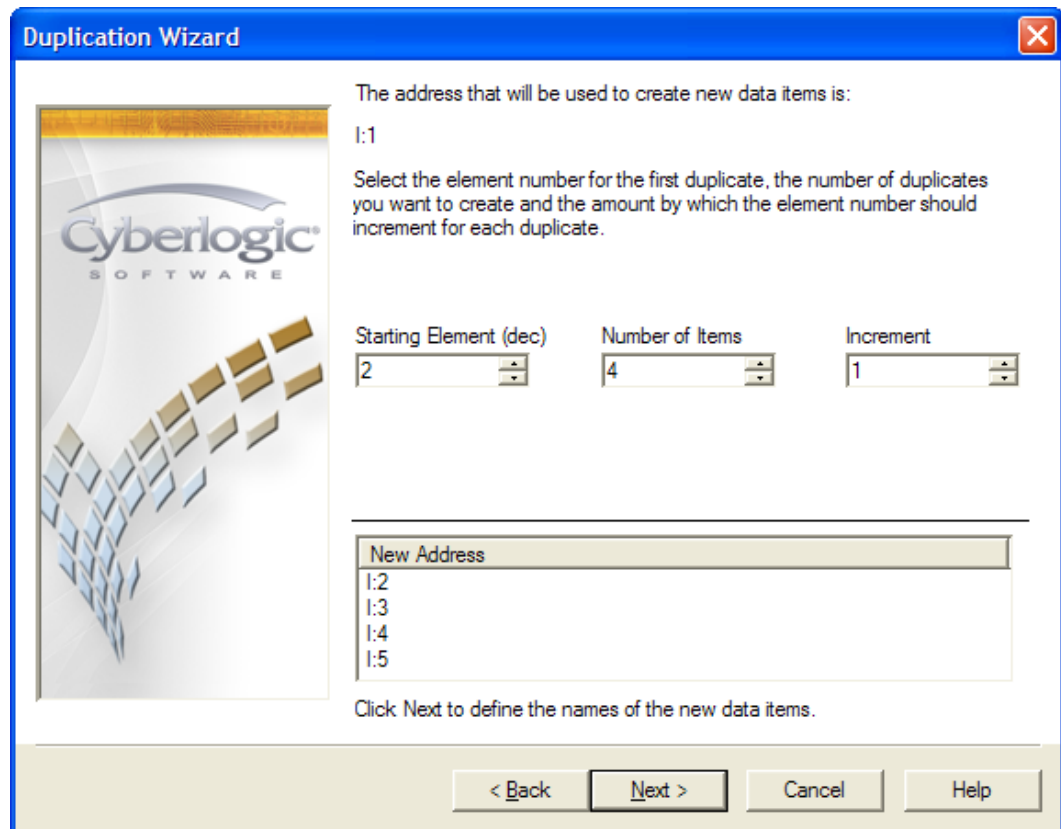 Duplication Wizard
The address that will be used to create new data items is:
I:1
Select the element number for the first duplicate, the number of duplicates
you want to create and the amount by which the element number should
increment for each duplicate.
Cyberlogic®
SOFTWARE
Starting Element (dec) Number of Items Increment
2 4 1
New Address
I:2
I:3
I:4
I:5
Click Next to define the names of the new data items.
< Back Next > Cancel Help